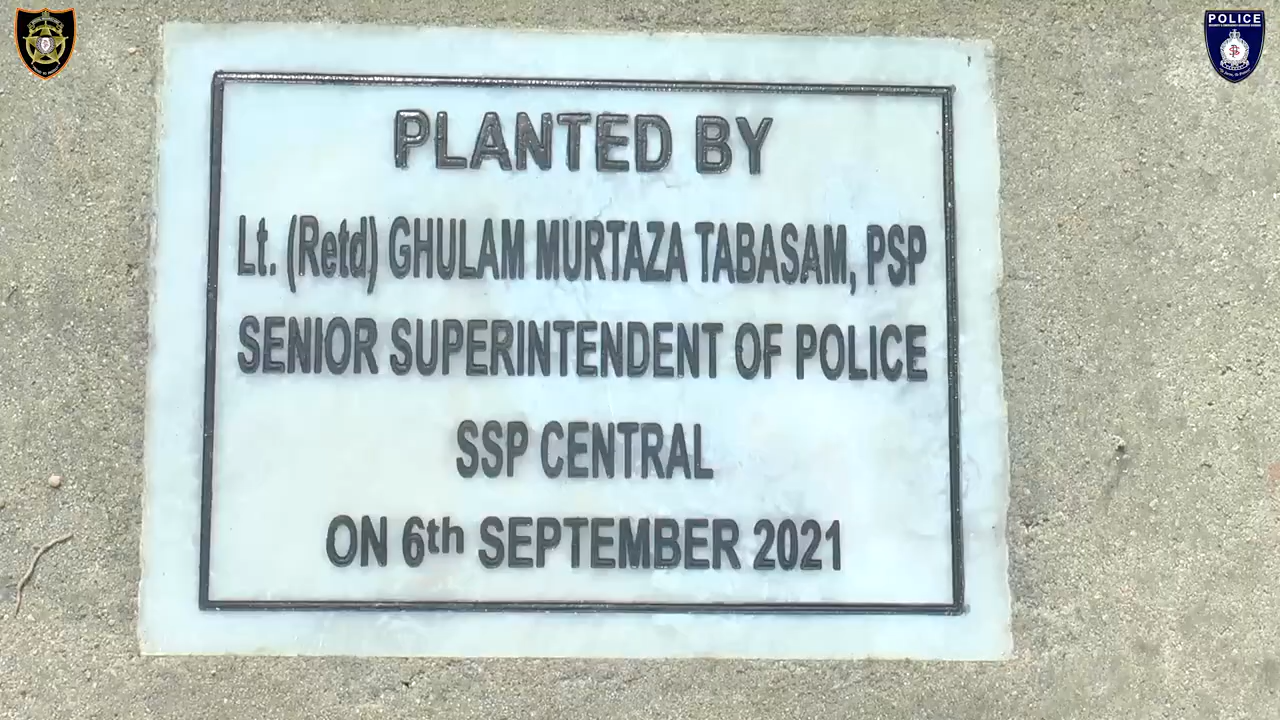 POLICE
PLANTED BY
Lt. (Retd) GHULAM MURTAZA TABASAM, PSP
SENIOR SUPERINTENDENT OF POLICE
SSP CENTRAL
ON 6th SEPTEMBER 2021